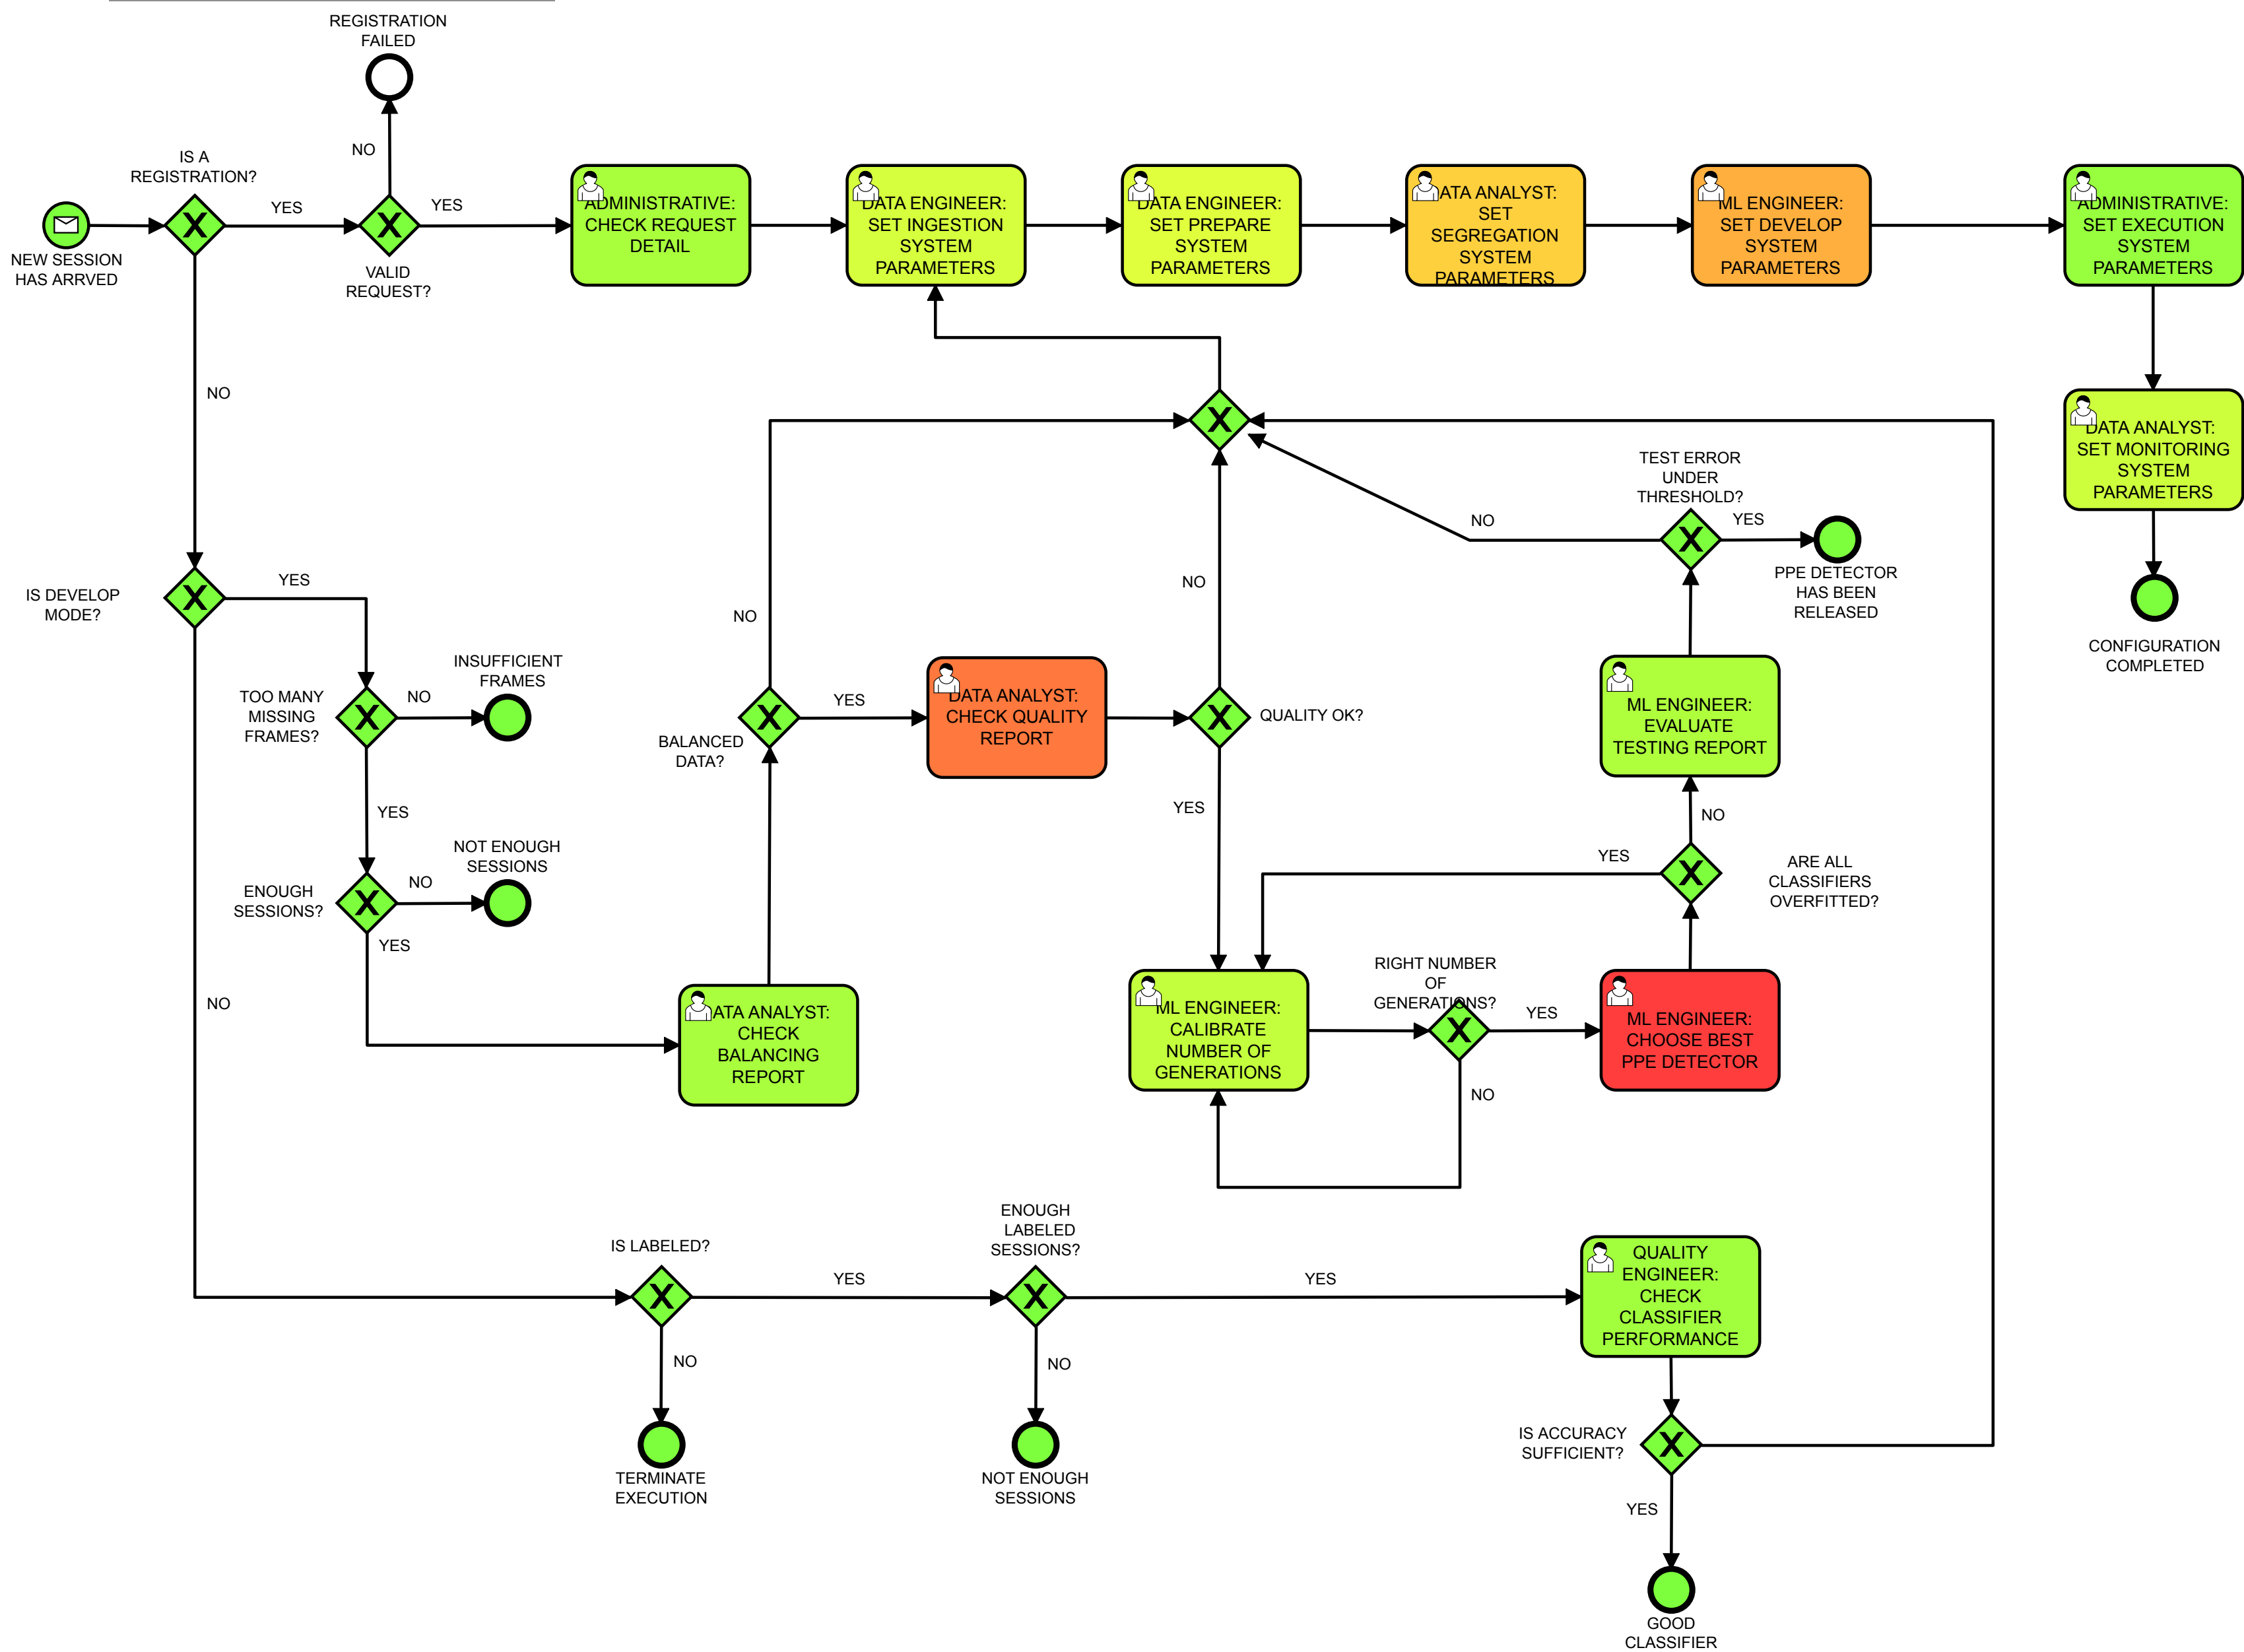 REGISTRATION
FAILED
NO
IS A
REGISTRATION?
YES
YES
NEW SESSION
HAS ARRVED
VALID
REQUEST?
ADMINISTRATIVE:
CHECK REQUEST
DETAIL
DATA ENGINEER:
SET INGESTION
SYSTEM
PARAMETERS
DATA ENGINEER:
SET PREPARE
SYSTEM
PARAMETERS
DATA ANALYST:
SET
SEGREGATION
SYSTEM
PARAMETERS
ML ENGINEER:
SET DEVELOP
SYSTEM
PARAMETERS
ADMINISTRATIVE:
SET EXECUTION
SYSTEM
PARAMETERS
NO
DATA ANALYST:
SET MONITORING
SYSTEM
PARAMETERS
TEST ERROR
UNDER
THRESHOLD?
NO
YES
PPE DETECTOR
HAS BEEN
RELEASED
CONFIGURATION
COMPLETED
IS DEVELOP
MODE?
YES
NO
NO
INSUFFICIENT
FRAMES
TOO MANY
MISSING
FRAMES?
NO
BALANCED
DATA?
YES
DATA ANALYST:
CHECK QUALITY
REPORT
QUALITY OK?
ML ENGINEER:
EVALUATE
TESTING REPORT
YES
YES
NO
NOT ENOUGH
SESSIONS
ENOUGH
SESSIONS?
NO
YES
YES
ARE ALL
CLASSIFIERS
OVERFITTED?
NO
DATA ANALYST:
CHECK
BALANCING
REPORT
ML ENGINEER:
CALIBRATE
NUMBER OF
GENERATIONS
RIGHT NUMBER
OF
GENERATIONS?
YES
NO
ML ENGINEER:
CHOOSE BEST
PPE DETECTOR
IS LABELED?
YES
NO
ENOUGH
LABELED
SESSIONS?
YES
NO
QUALITY
ENGINEER:
CHECK
CLASSIFIER
PERFORMANCE
TERMINATE
EXECUTION
NOT ENOUGH
SESSIONS
IS ACCURACY
SUFFICIENT?
YES
GOOD
CLASSIFIER